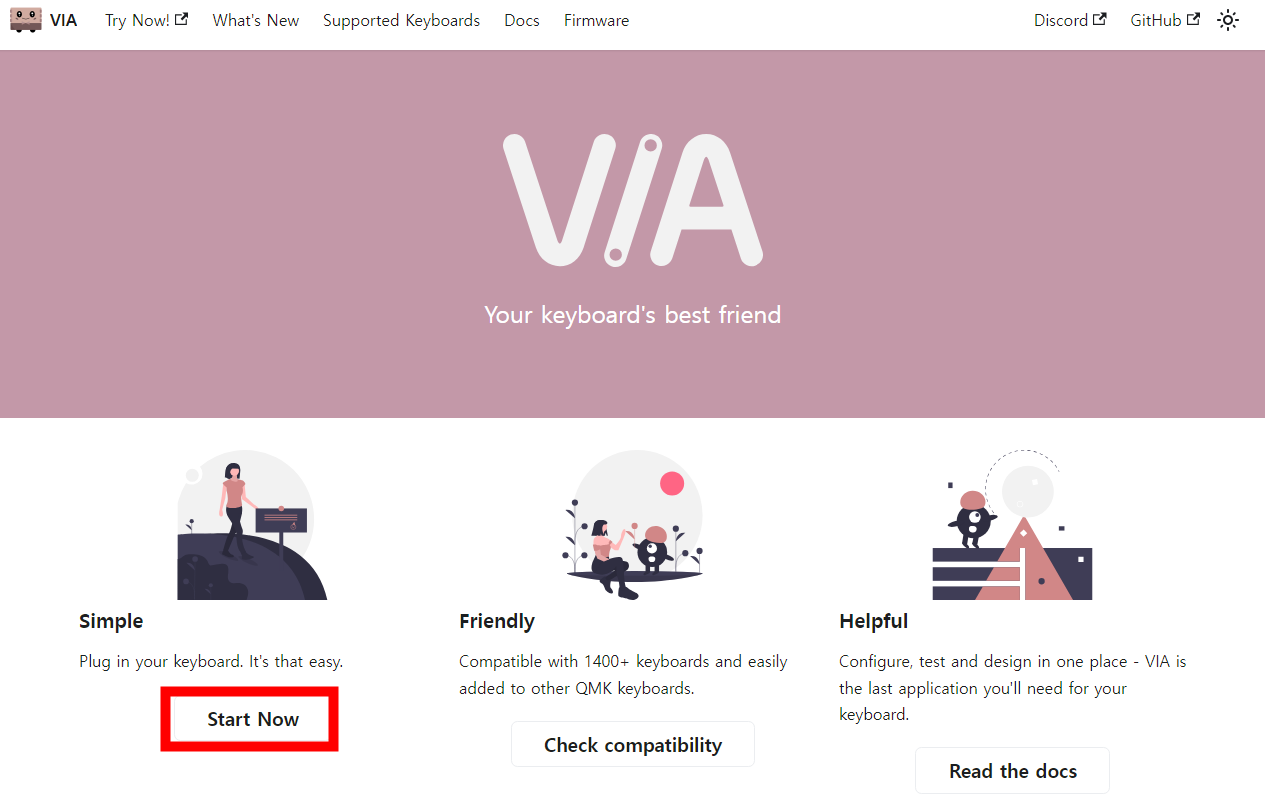 VIA Try Now! What's New Supported Keyboards Docs Firmware Discord GitHub
VIA
Your keyboard's best friend
Simple
Plug in your keyboard. It's that easy.
Start Now
Friendly
Compatible with 1400+ keyboards and easily
added to other QMK keyboards.
Check compatibility
Helpful
Configure, test and design in one place - VIA is
the last application you'll need for your
keyboard.
Read the docs